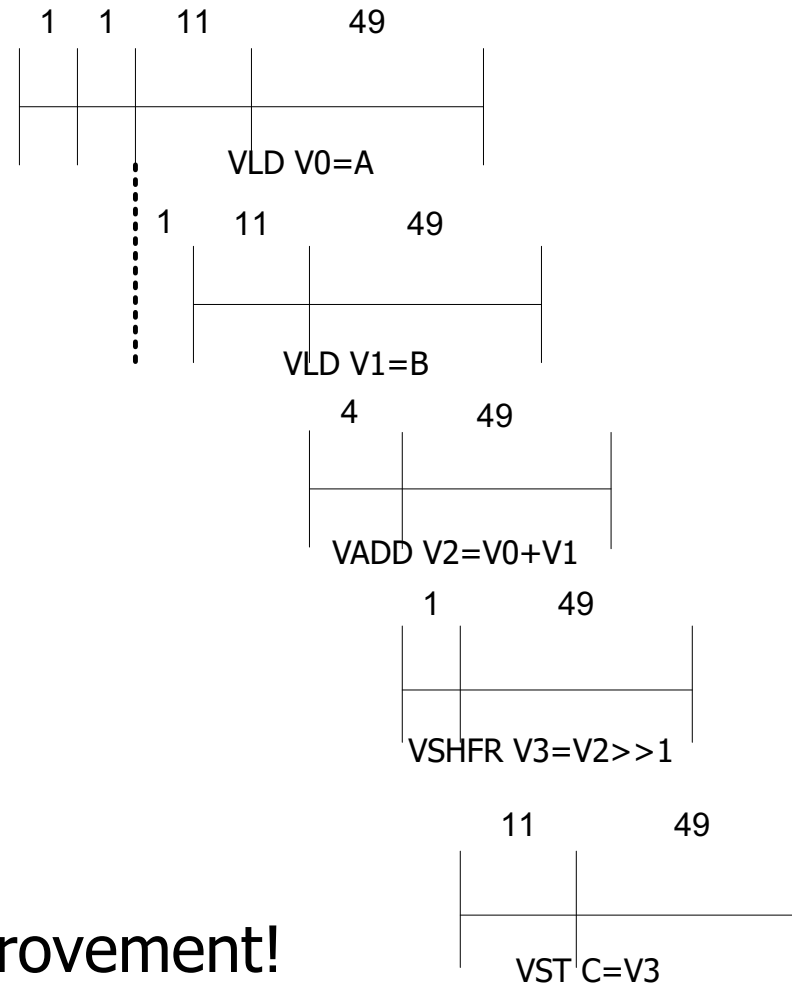 1 1 11 49
VLD V0=A
1 11 49
VLD V1=B
4 49
VADD V2=V0+V1
1 49
VSHFR V3=V2>>1
11 49
rovement!
VST C=V3